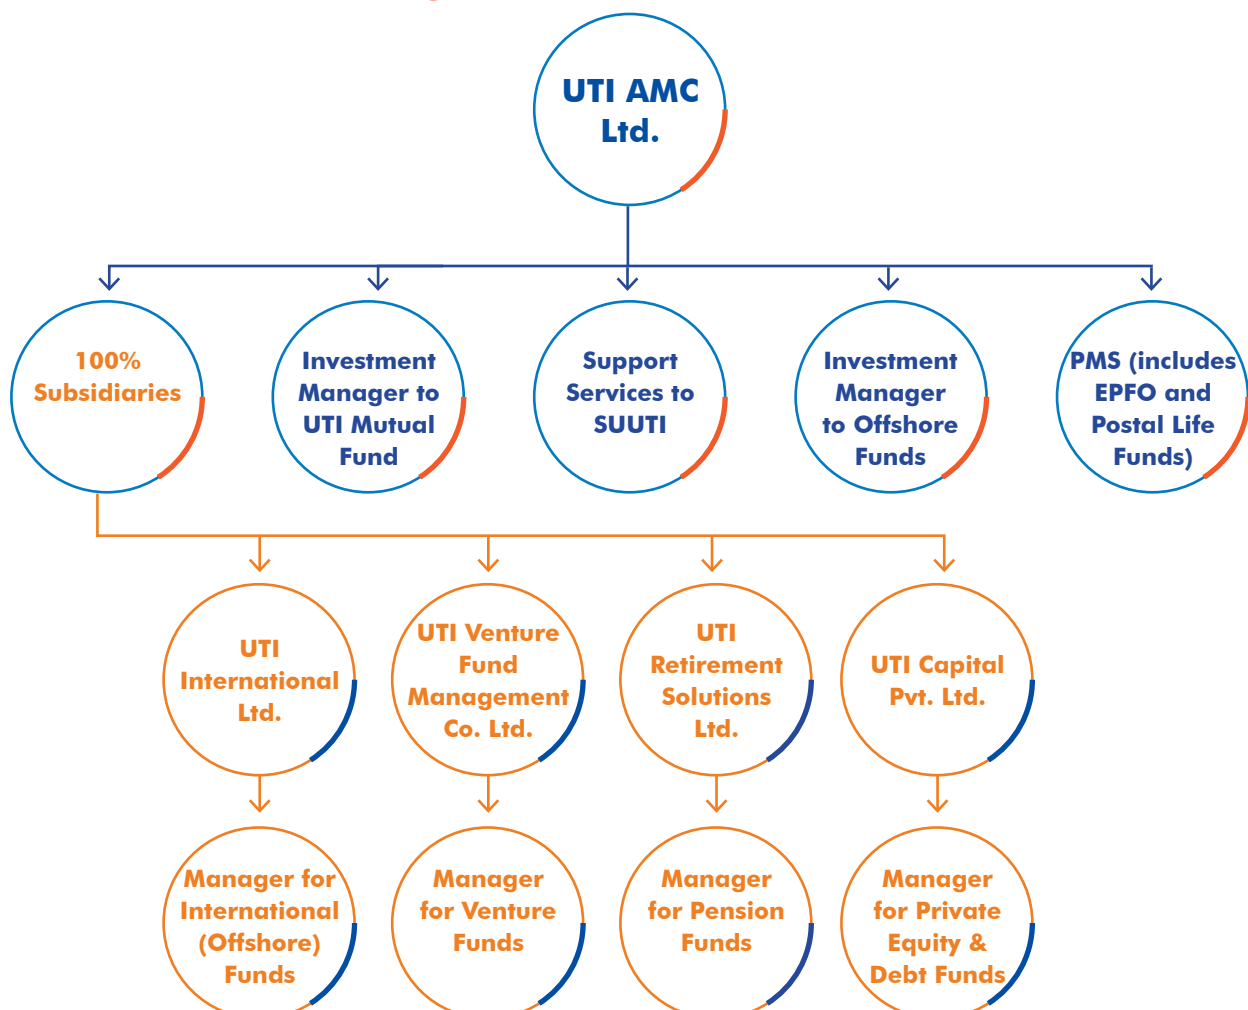 UTI AMC
Ltd.
100%
Subsidiaries
Investment
Manager to
UTI Mutual
Fund
Support
Services to
SUUTI
Investment
Manager
to Offshore
Funds
PMS (includes
EPFO and
Postal Life
Funds)
UTI
International
Ltd.
UTI Venture
Fund
Management
Co. Ltd.
UTI
Retirement
Solutions
Ltd.
UTI Capital
Pvt. Ltd.
Manager for
International
(Offshore)
Funds
Manager
for Venture
Funds
Manager
for Pension
Funds
Manager
for Private
Equity &
Debt Funds